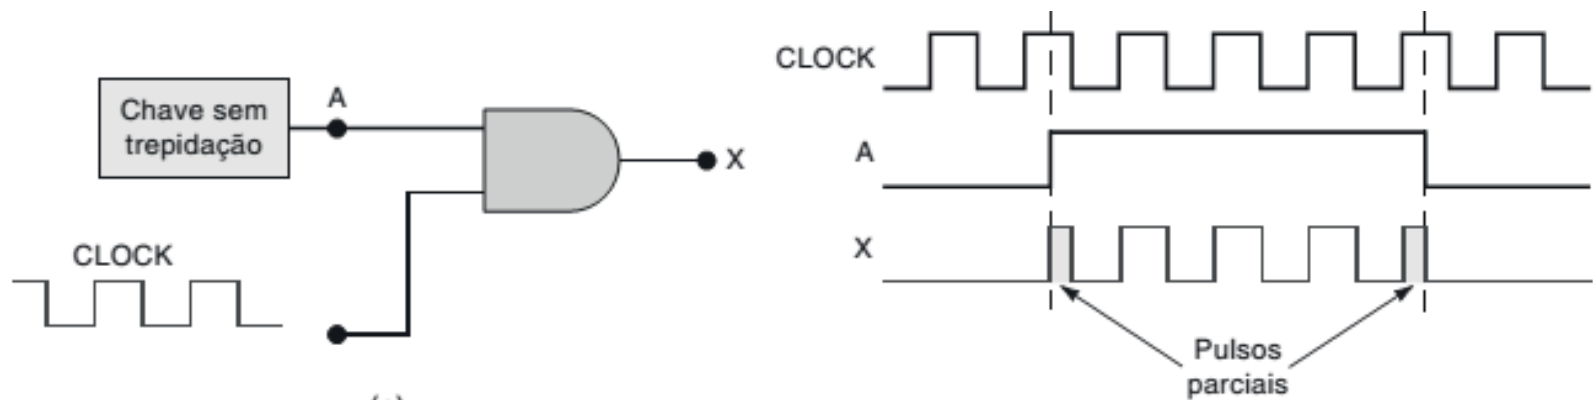 Chave sem
trepidação
A
X
CLOCK
CLOCK
A
X
Pulsos
parciais